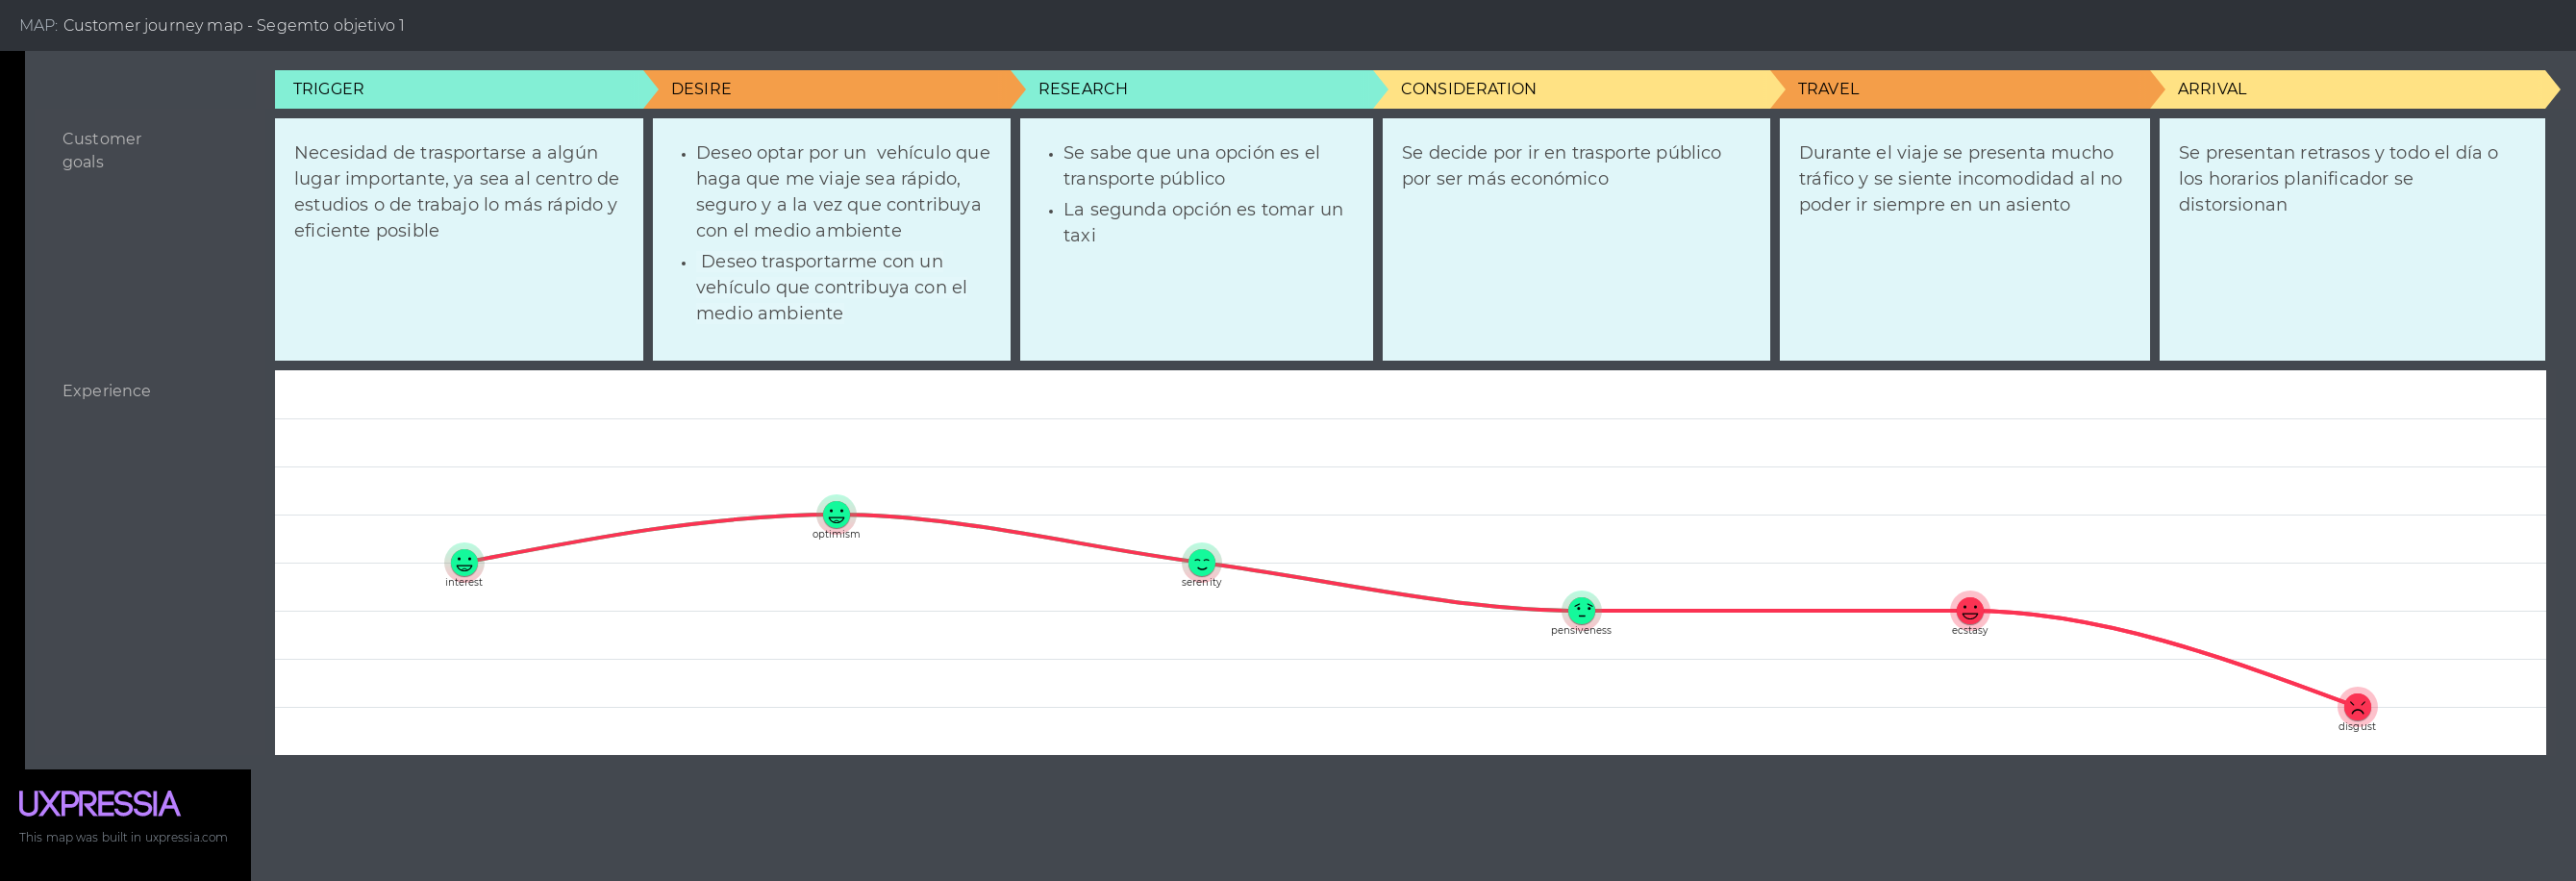 MAP: Customer journey map - Segemto objetivo 1
TRIGGER
DESIRE
RESEARCH
CONSIDERATION
TRAVEL
ARRIVAL
Customer
goals
Necesidad de trasportarse a algún
lugar importante, ya sea al centro de
estudios o de trabajo lo más rápido y
eficiente posible
• Deseo optar por un  vehículo que
haga que me viaje sea rápido,
seguro y a la vez que contribuya
con el medio ambiente
•  Deseo trasportarme con un
vehículo que contribuya con el
medio ambiente
• Se sabe que una opción es el
transporte público
• La segunda opción es tomar un
taxi
Se decide por ir en trasporte público
por ser más económico
Durante el viaje se presenta mucho
tráfico y se siente incomodidad al no
poder ir siempre en un asiento
Se presentan retrasos y todo el día o
los horarios planificador se
distorsionan
Experience
interest
optimism
serenity
pensiveness
ecstasy
disgust
UXPRESSIA
This map was built in uxpressia.com